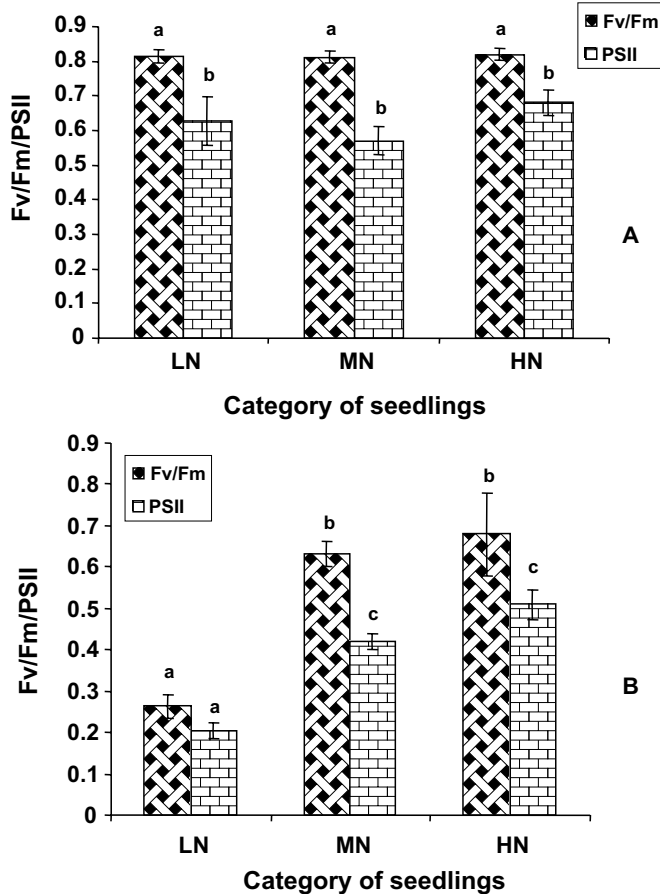 0.9
0.8
0.7
0.6
0.5
0.4
0.3
0.2
0.1
0
Fv/Fm/PSII
a
b
a
b
a
b
Fv/Fm
PSII
A
LN
MN
HN
Category of seedlings
0.9
0.8
0.7
0.6
0.5
0.4
0.3
0.2
0.1
0
Fv/Fm/PSII
Fv/Fm
PSII
a
a
b
c
b
c
B
LN
MN
HN
Category of seedlings